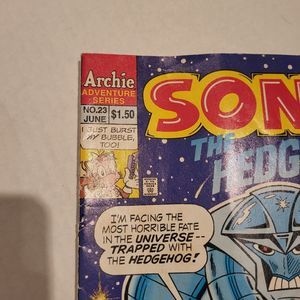 Archie
ADVENTURE
SERIES
NO.23
JUNE
$1.50
I JUST BURST
MY BUBBLE,
TOO!
SON
THE
HEDG
I'M FACING THE
MOST HORRIBLE FATE
IN THE UNIVERSE --
TRAPPED WITH
THE HEDGEHOG!